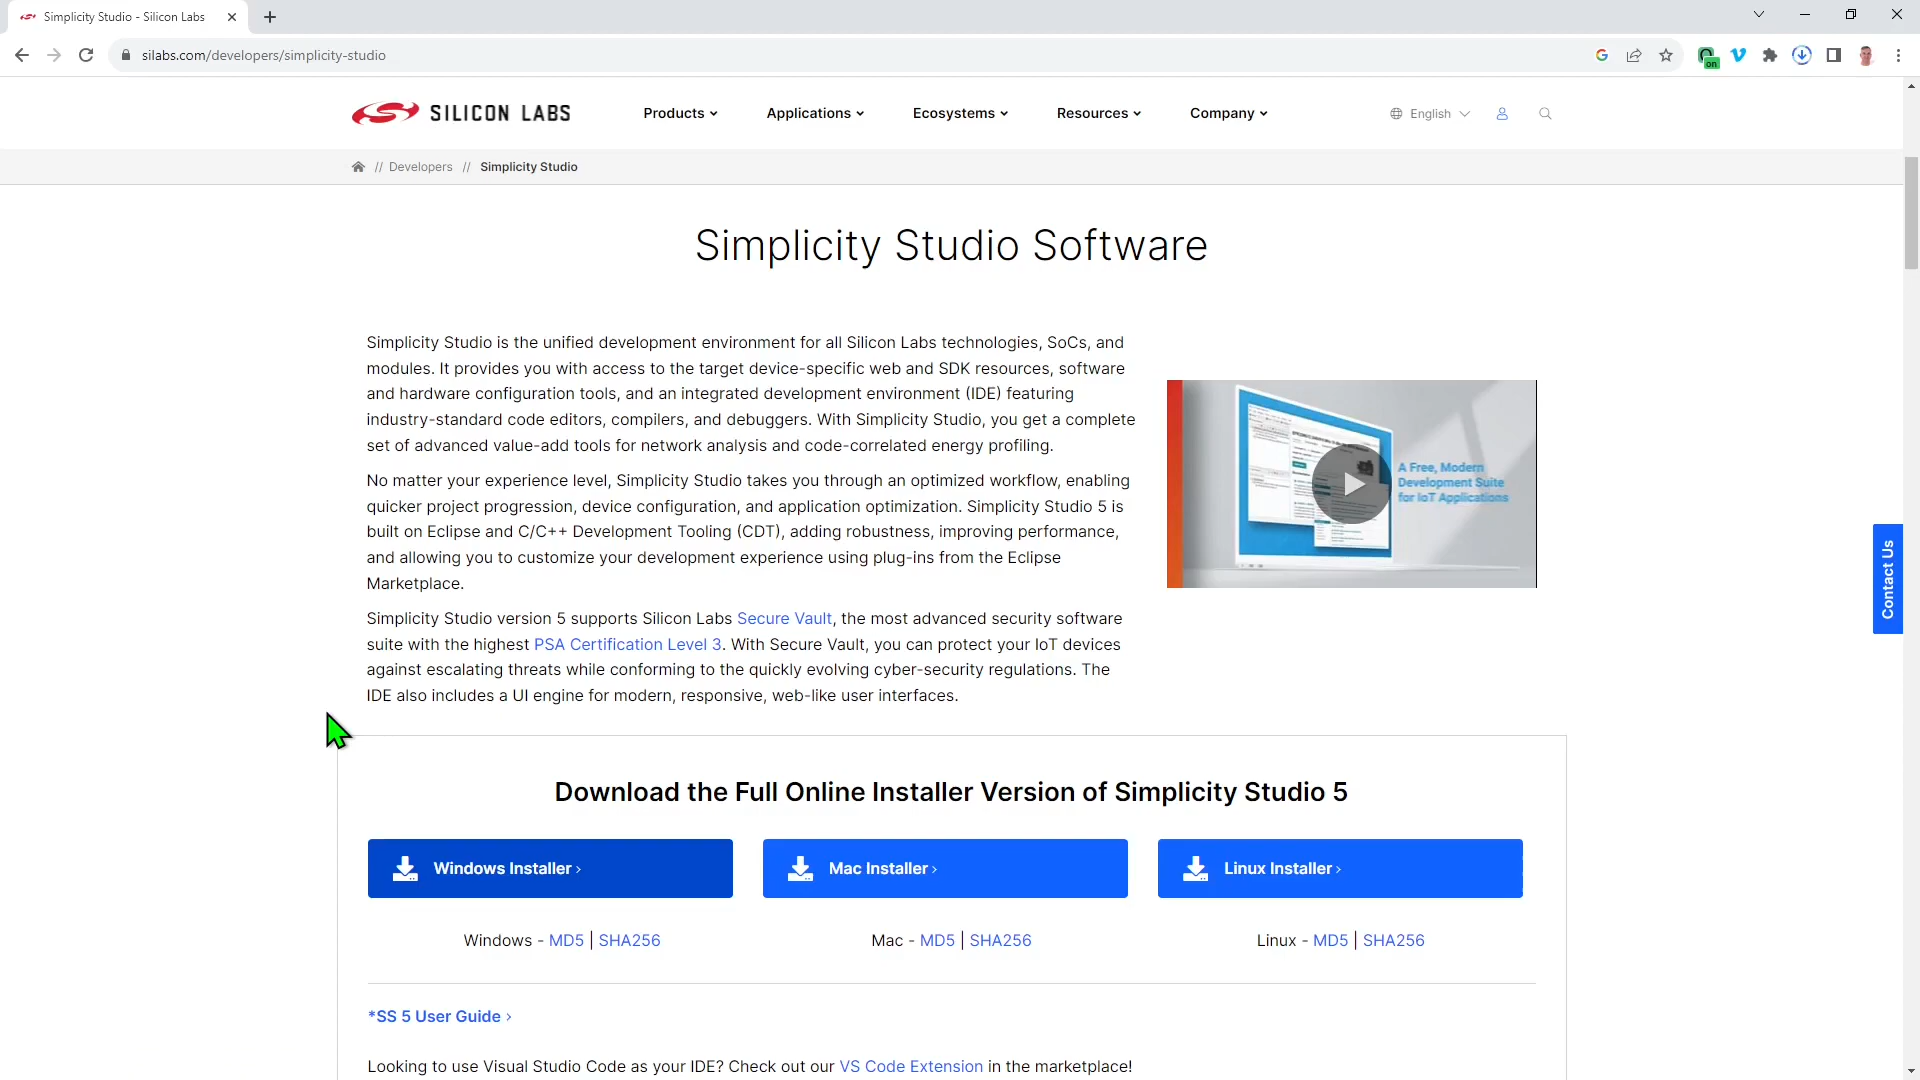 Simplicity Studio - Silicon Labs
silabs.com/developers/simplicity-studio
on
SILICON LABS
Products
Applications
Ecosystems
Resources
Company
English
// Developers // Simplicity Studio
Simplicity Studio Software
Simplicity Studio is the unified development environment for all Silicon Labs technologies, SoCs, and
modules. It provides you with access to the target device-specific web and SDK resources, software
and hardware configuration tools, and an integrated development environment (IDE) featuring
industry-standard code editors, compilers, and debuggers. With Simplicity Studio, you get a complete
set of advanced value-add tools for network analysis and code-correlated energy profiling.
No matter your experience level, Simplicity Studio takes you through an optimized workflow, enabling
quicker project progression, device configuration, and application optimization. Simplicity Studio 5 is
built on Eclipse and C/C++ Development Tooling (CDT), adding robustness, improving performance,
and allowing you to customize your development experience using plug-ins from the Eclipse
Marketplace.
Simplicity Studio version 5 supports Silicon Labs Secure Vault, the most advanced security software
suite with the highest PSA Certification Level 3. With Secure Vault, you can protect your IoT devices
against escalating threats while conforming to the quickly evolving cyber-security regulations. The
IDE also includes a UI engine for modern, responsive, web-like user interfaces.
A Free, Modern
Development Suite
for IoT Applications
Contact Us
Download the Full Online Installer Version of Simplicity Studio 5
Windows Installer ›
Mac Installer ›
Linux Installer ›
Windows - MD5 | SHA256
Mac - MD5 | SHA256
Linux - MD5 | SHA256
*SS 5 User Guide ›
Looking to use Visual Studio Code as your IDE? Check out our VS Code Extension in the marketplace!